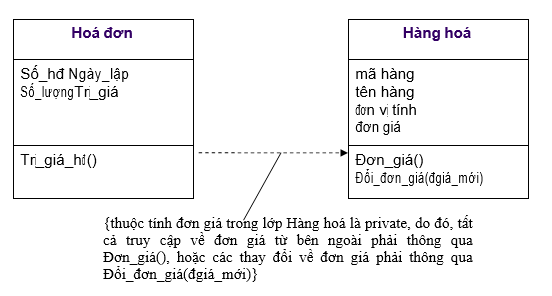 Hoá đơn
Số_hđ Ngày_lập
Số_lượngTrị_giá
Trị_giá_hđ()
Hàng hoá
mã hàng
tên hàng
đơn vị tính
đơn giá
Đơn_giá()
Đổi_đơn_giá(đgiá_mới)
{thuộc tính đơn giá trong lớp Hàng hoá là private, do đó, tất
cả truy cập về đơn giá từ bên ngoài phải thông qua
Đơn_giá(), hoặc các thay đổi về đơn giá phải thông qua
Đổi_đơn_giá(đgiá_mới)}